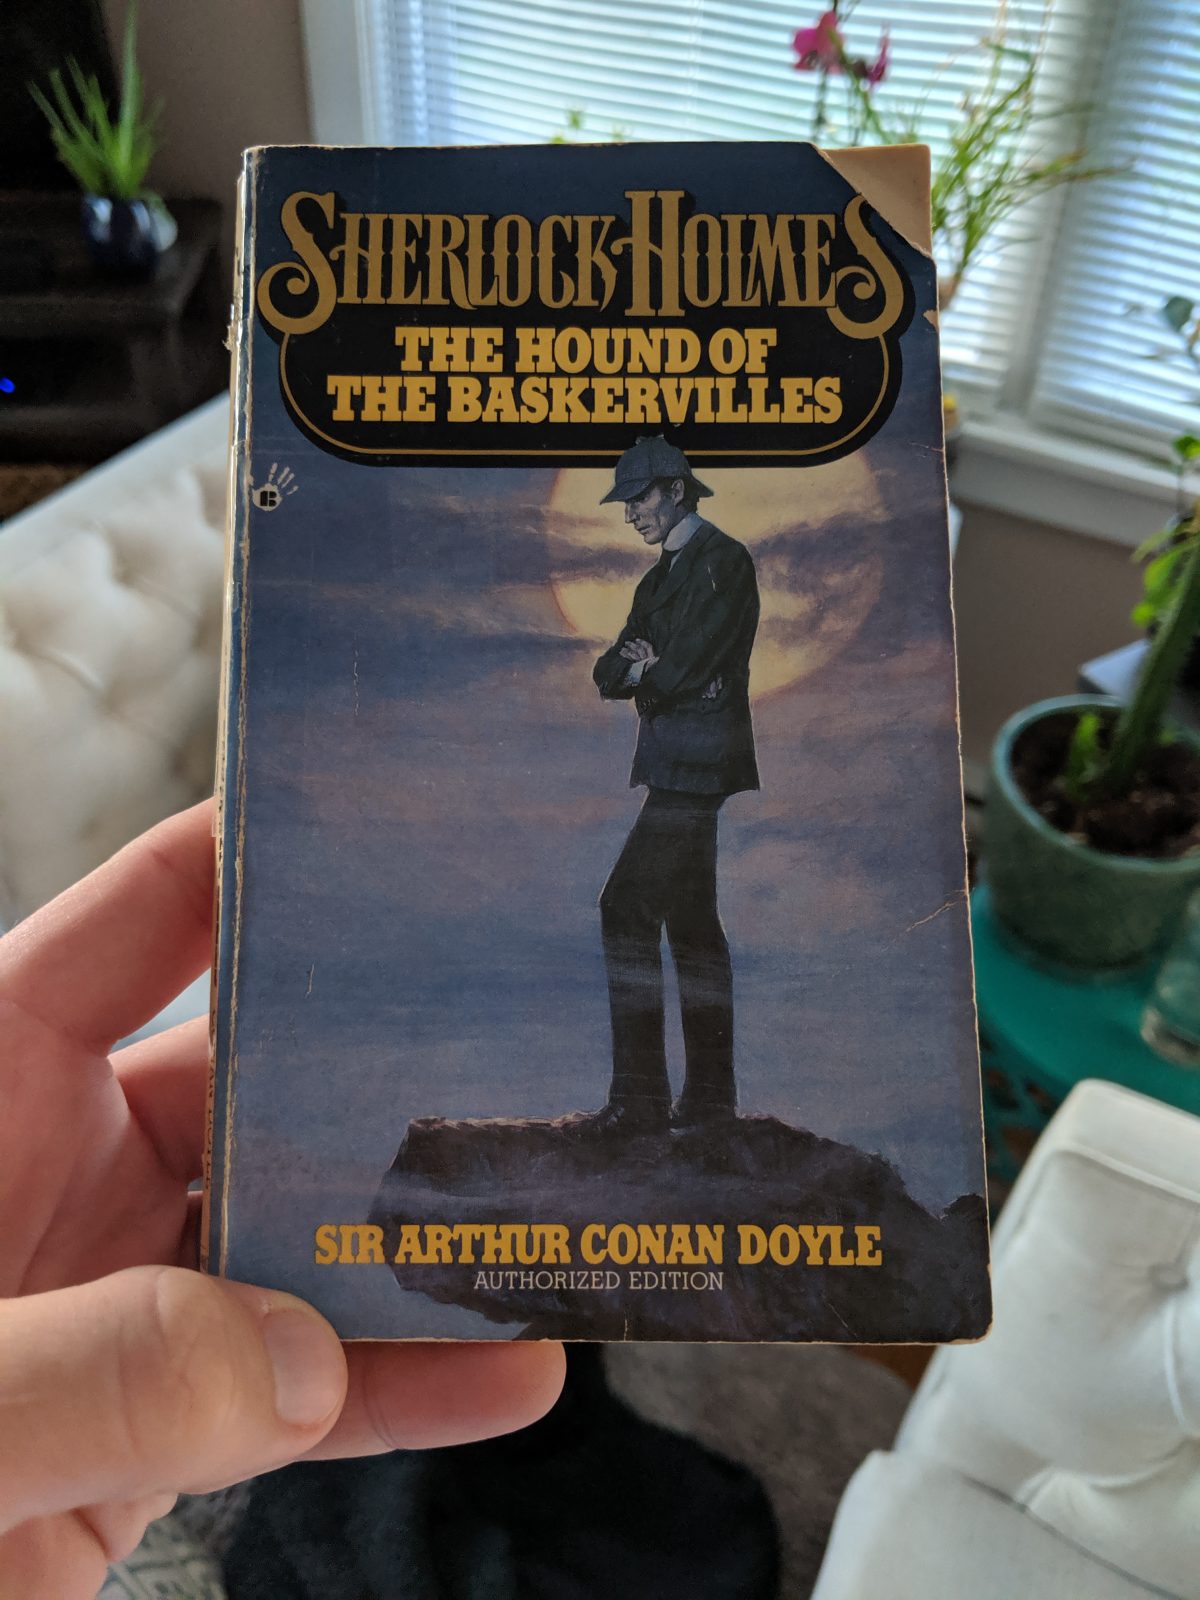 SHERLOCK HOLMES
THE HOUND OF
THE BASKERVILLES
B
SIR ARTHUR CONAN DOYLE
AUTHORIZED EDITION